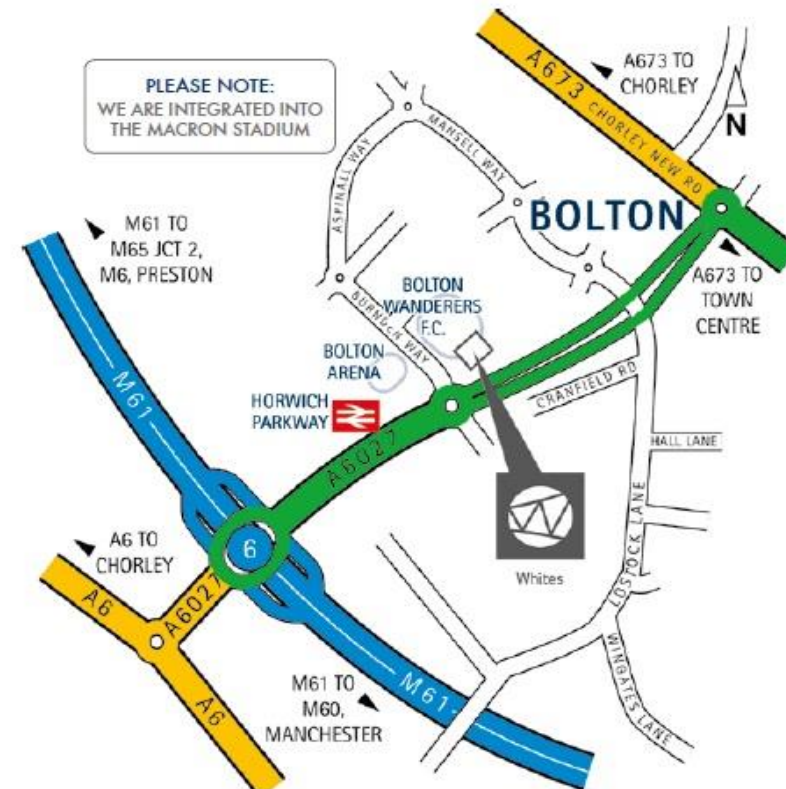 PLEASE NOTE:
WE ARE INTEGRATED INTO
THE MACRON STADIUM
A673
CHORLEY NEW RD
A673 TO
CHORLEY
N
ASPINALL WAY
MANSELL WAY
BOLTON
M61 TO
M65 JCT 2,
M6, PRESTON
A673 TO
TOWN
CENTRE
BOLTON
WANDERERS
F.C.
BURNDEN WAY
BOLTON
ARENA
HORWICH
PARKWAY
M61
A6027
CRANFIELD RD
HALL LANE
LOSTOCK LANE
Whites
6
A6 TO
CHORLEY
A6
A6027
A6
M61 TO
M60,
MANCHESTER
M61
WINGATES LANE